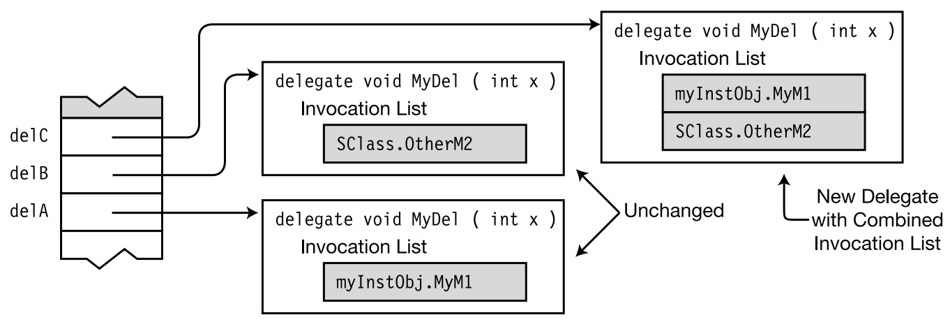 delC
delB
delA
delegate void MyDel ( int x )
Invocation List
SClass.OtherM2
delegate void MyDel ( int x )
Invocation List
myInstObj.MyM1
delegate void MyDel ( int x )
Invocation List
myInstObj.MyM1
SClass.OtherM2
Unchanged
New Delegate
with Combined
Invocation List